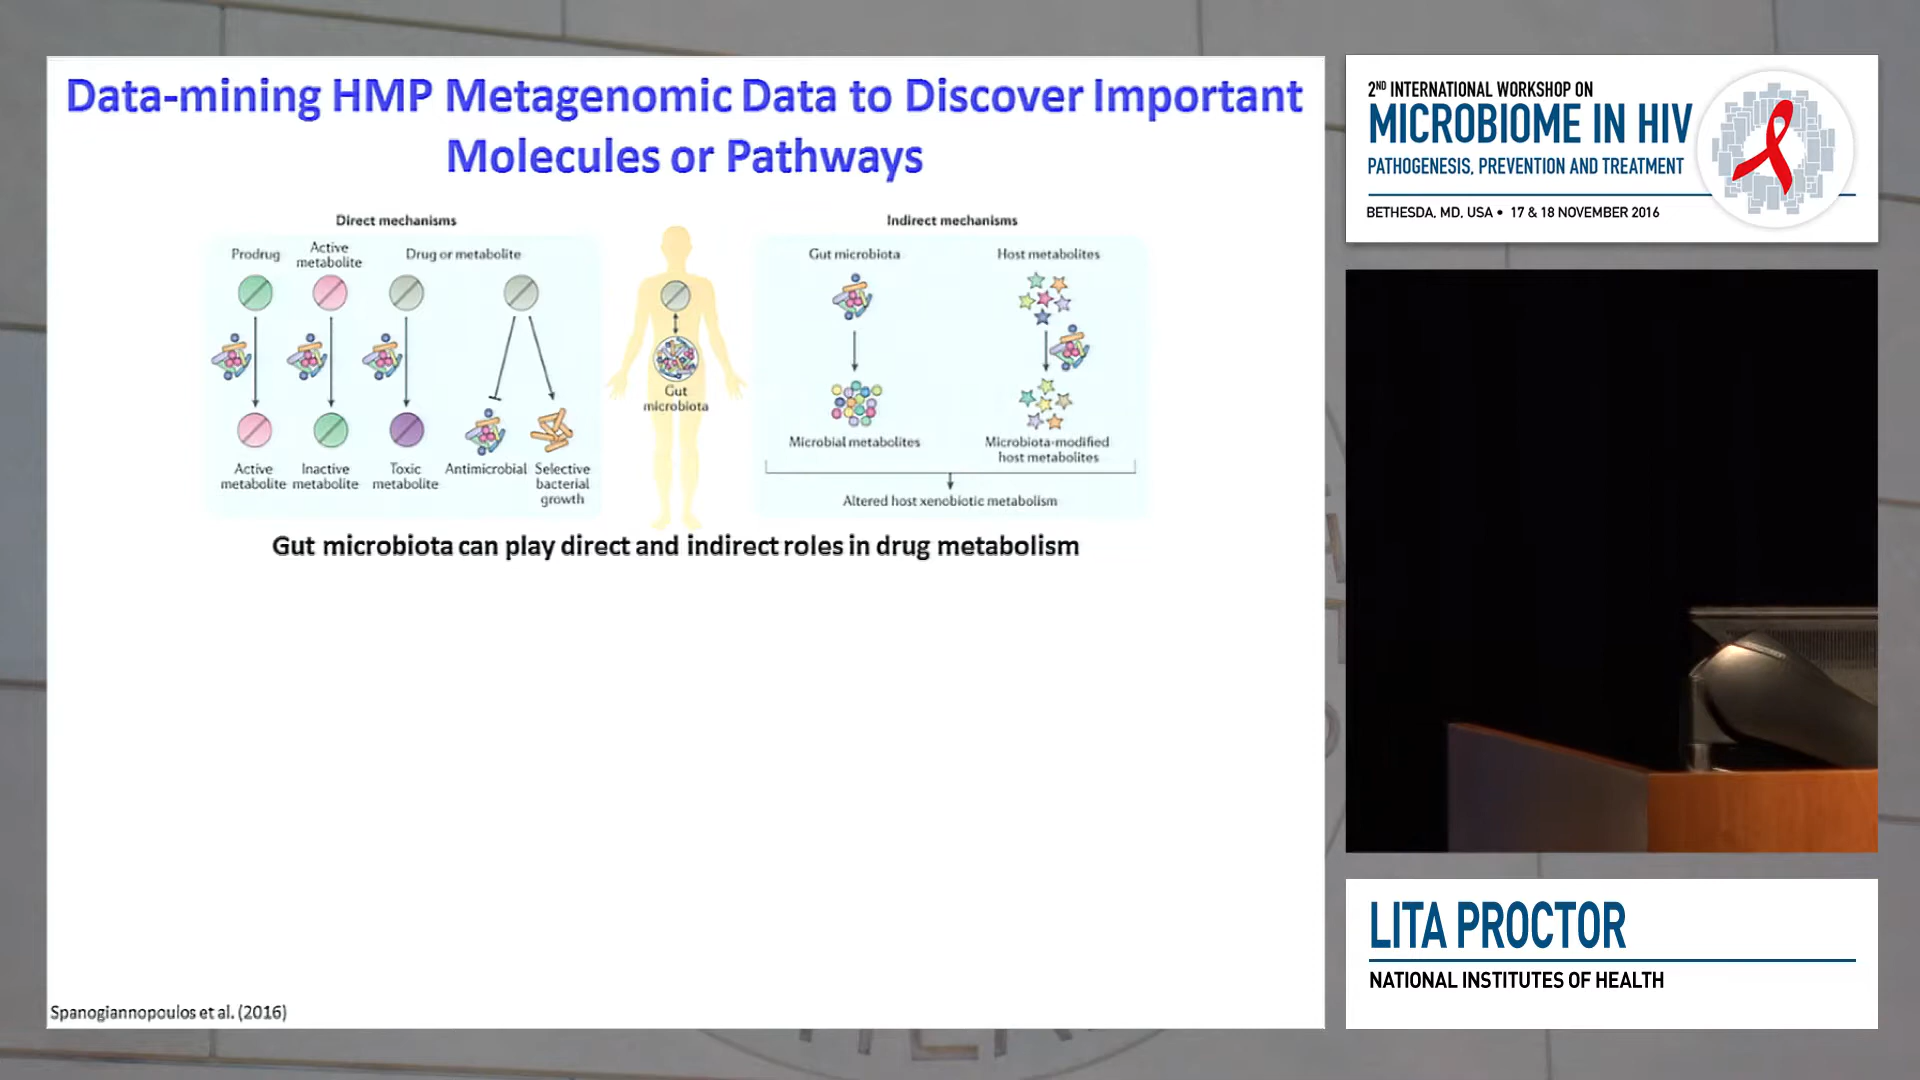 Data-mining HMP Metagenomic Data to Discover Important
Molecules or Pathways
Direct mechanisms
Prodrug
Active
metabolite
Drug or metabolite
Active
metabolite
Inactive
metabolite
Toxic
metabolite
Antimicrobial
Selective
bacterial
growth
Gut
microbiota
Indirect mechanisms
Gut microbiota
Host metabolites
Microbial metabolites
Microbiota-modified
host metabolites
Altered host xenobiotic metabolism
Gut microbiota can play direct and indirect roles in drug metabolism
Spanogiannopoulos et al. (2016)
2ND INTERNATIONAL WORKSHOP ON
MICROBIOME IN HIV
PATHOGENESIS, PREVENTION AND TREATMENT
BETHESDA, MD, USA • 17 & 18 NOVEMBER 2016
LITA PROCTOR
NATIONAL INSTITUTES OF HEALTH